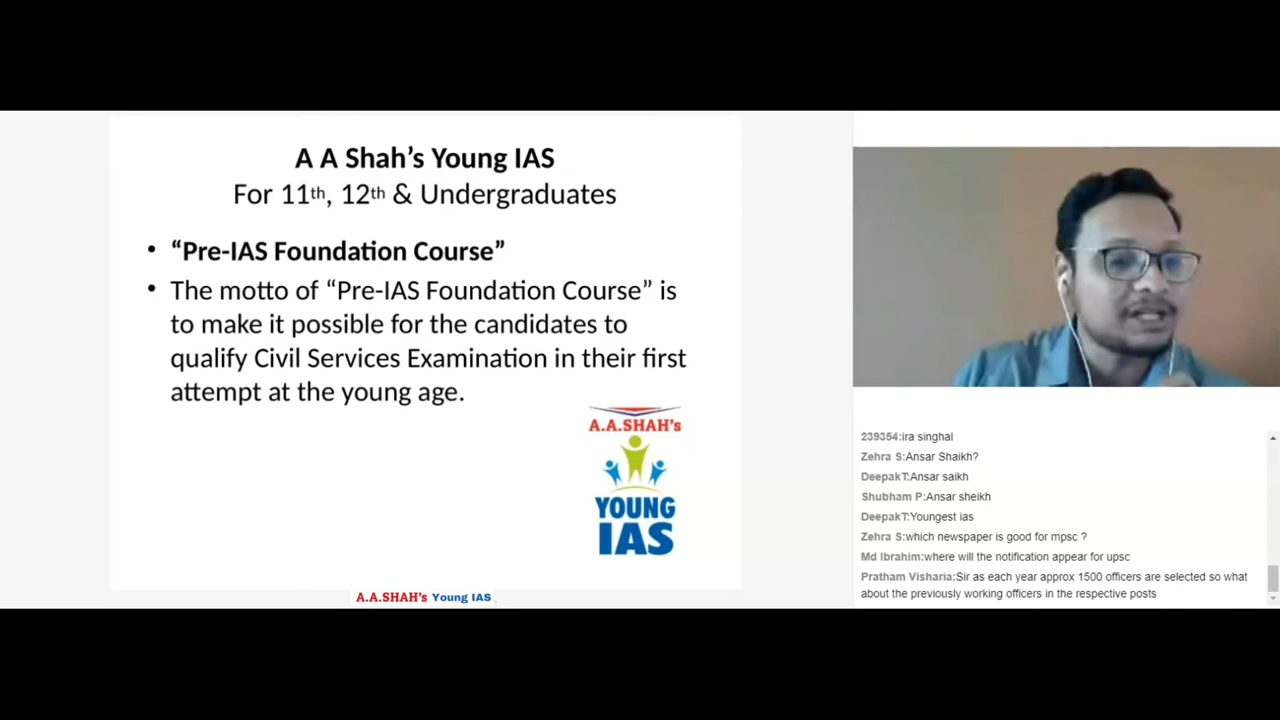 A A Shah’s Young IAS
For 11th, 12th & Undergraduates
• “Pre-IAS Foundation Course”
• The motto of “Pre-IAS Foundation Course” is
to make it possible for the candidates to
qualify Civil Services Examination in their first
attempt at the young age.
A.A.SHAH's
YOUNG
IAS
A.A.SHAH's Young IAS
239354:ira singhal
Zehra S:Ansar Shaikh?
DeepakT:Ansar saikh
Shubham P:Ansar sheikh
DeepakT:Youngest ias
Zehra S:which newspaper is good for mpsc ?
Md Ibrahim:where will the notification appear for upsc
Pratham Visharia:Sir as each year approx 1500 officers are selected so what
about the previously working officers in the respective posts